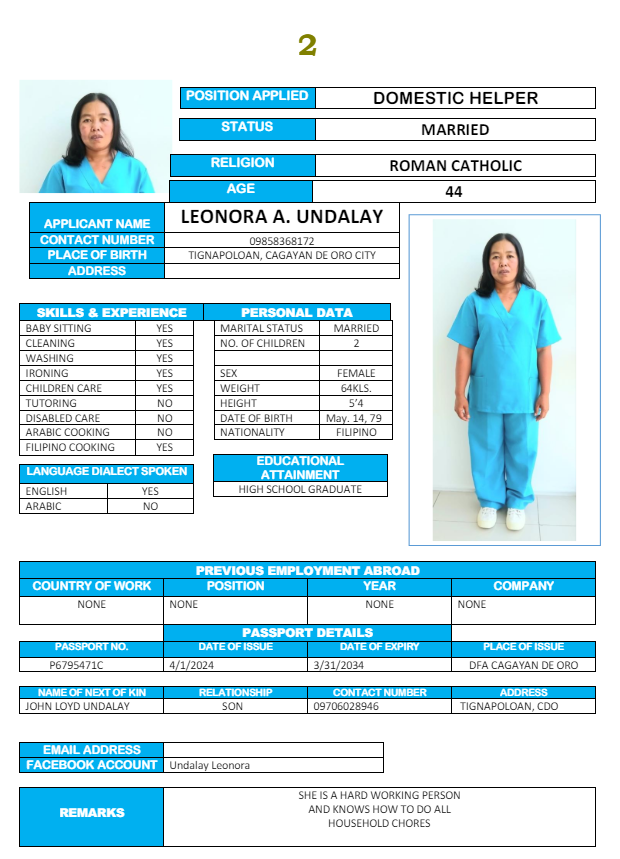 2
POSITION APPLIED DOMESTIC HELPER
STATUS MARRIED
RELIGION ROMAN CATHOLIC
AGE 44
APPLICANT NAME LEONORA A. UNDALAY
CONTACT NUMBER 09858368172
PLACE OF BIRTH TIGNAPOLOAN, CAGAYAN DE ORO CITY
ADDRESS
SKILLS & EXPERIENCE
BABY SITTING YES
CLEANING YES
WASHING YES
IRONING YES
CHILDREN CARE YES
TUTORING NO
DISABLED CARE NO
ARABIC COOKING NO
FILIPINO COOKING YES
LANGUAGE DIALECT SPOKEN
ENGLISH YES
ARABIC NO
PERSONAL DATA
MARITAL STATUS MARRIED
NO. OF CHILDREN 2
SEX FEMALE
WEIGHT 64KLS.
HEIGHT 5’4
DATE OF BIRTH May. 14, 79
NATIONALITY FILIPINO
EDUCATIONAL
ATTAINMENT
HIGH SCHOOL GRADUATE
PREVIOUS EMPLOYMENT ABROAD
COUNTRY OF WORK POSITION YEAR COMPANY
NONE NONE NONE NONE
PASSPORT DETAILS
PASSPORT NO. DATE OF ISSUE DATE OF EXPIRY PLACE OF ISSUE
P6795471C 4/1/2024 3/31/2034 DFA CAGAYAN DE ORO
NAME OF NEXT OF KIN RELATIONSHIP CONTACT NUMBER ADDRESS
JOHN LOYD UNDALAY SON 09706028946 TIGNAPOLOAN, CDO
EMAIL ADDRESS
FACEBOOK ACCOUNT Undalay Leonora
REMARKS
SHE IS A HARD WORKING PERSON
AND KNOWS HOW TO DO ALL
HOUSEHOLD CHORES